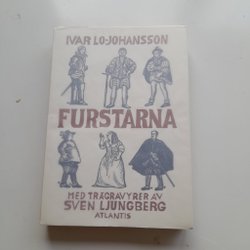 IVAR LO-JOHANSSON
FURSTARNA
MED TRÄGRAVYRER AV
SVEN LJUNGBERG
ATLANTIS